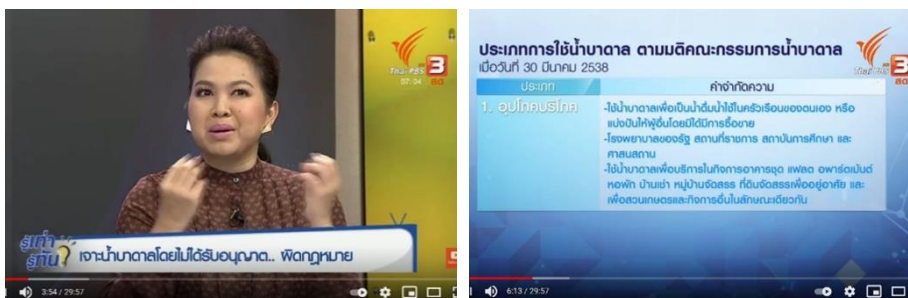 Thai PBS 3
07:04 สด
รู้เท่า
รู้ทัน?
เจาะน้ำบาดาลโดยไม่ได้รับอนุญาต.. ผิดกฎหมาย
3:54 / 29:57
ประเภทการใช้น้ำบาดาล ตามมติคณะกรรมการน้ำบาดาล
เมื่อวันที่ 30 มีนาคม 2538
Thai PBS 3
สด
ประเภท
คำจำกัดความ
1. อุปโภคบริโภค
-ใช้น้ำบาดาลเพื่อเป็นน้ำดื่มน้ำใช้ในครัวเรือนของตนเอง หรือ
แบ่งปันให้ผู้อื่นโดยมิได้มีการซื้อขาย
-โรงพยาบาลของรัฐ สถานที่ราชการ สถาบันการศึกษา และ
ศาสนสถาน
-ใช้น้ำบาดาลเพื่อบริการในกิจการอาคารชุด แฟลต อพาร์ตเม้นต์
หอพัก บ้านเช่า หมู่บ้านจัดสรร ที่ดินจัดสรรเพื่ออยู่อาศัย และ
เพื่อสวนเกษตรและกิจการอื่นในลักษณะเดียวกัน
6:13 / 29:57